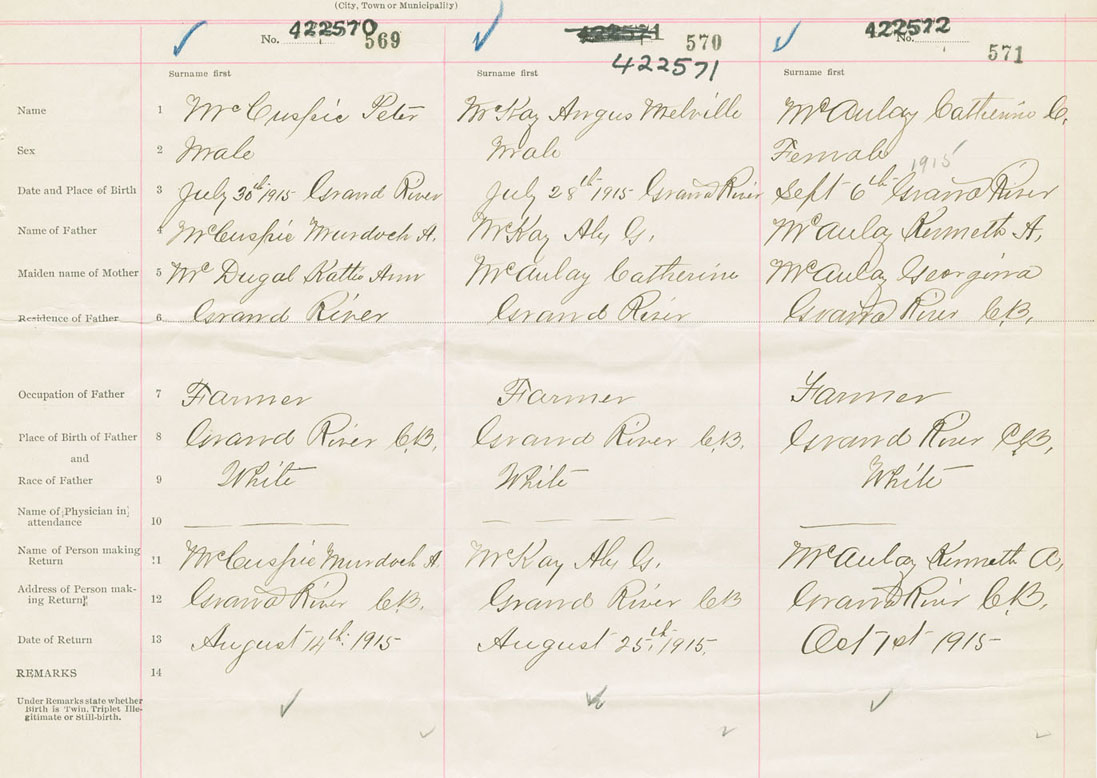 (City, Town or Municipality)
No. 422570 569 422571 570 No. 422572 571
422571
Surname first Surname first Surname first
Name 1 McCuspic Peter McKay Angus Melville McAulay Catherine C.
Sex 2 Male Male Female
Date and Place of Birth 3 July 30th 1915 Grand River July 28th 1915 Grand River Sept 6th 1915 Grand River
Name of Father 4 McCuspic Murdoch A. McKay Alex G. McAulay Kenneth A.
Maiden name of Mother 5 McDugal Katie Ann McAulay Catherine McAulay Georgina
Residence of Father 6 Grand River Grand River Grand River C.B.
Occupation of Father 7 Farmer Farmer Farmer
Place of Birth of Father 8 Grand River C.B. Grand River C.B. Grand River C.B.
and
Race of Father 9 White White White
Name of Physician in
attendance 10
Name of Person making
Return 11 McCuspic Murdoch A. McKay Alex G. McAulay Kenneth A.
Address of Person mak-
ing Return 12 Grand River C.B. Grand River C.B Grand River C.B.
Date of Return 13 August 14th 1915 August 25th, 1915. Oct 1st 1915
REMARKS 14
Under Remarks state whether
Birth is Twin, Triplet Ille-
gitimate or Still-birth.